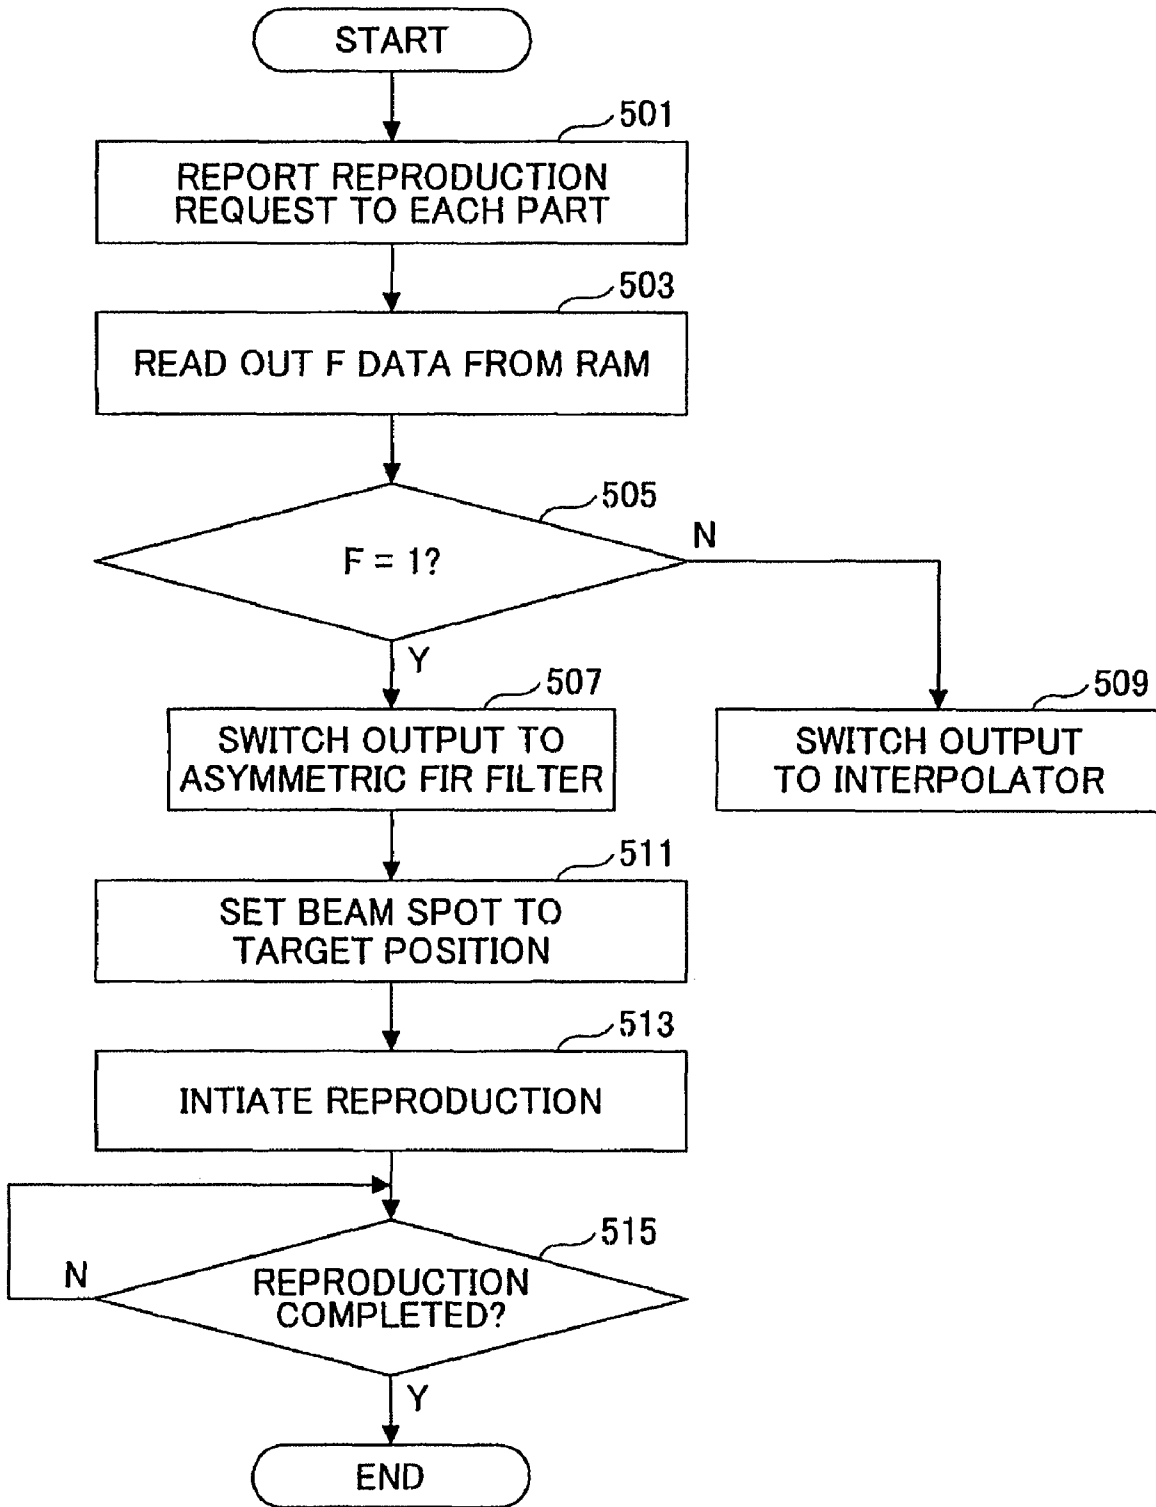 START
501
REPORT REPRODUCTION
REQUEST TO EACH PART
503
READ OUT F DATA FROM RAM
505
F = 1?
N
Y
507
SWITCH OUTPUT TO
ASYMMETRIC FIR FILTER
509
SWITCH OUTPUT
TO INTERPOLATOR
511
SET BEAM SPOT TO
TARGET POSITION
513
INTIATE REPRODUCTION
515
REPRODUCTION
COMPLETED?
N
Y
END